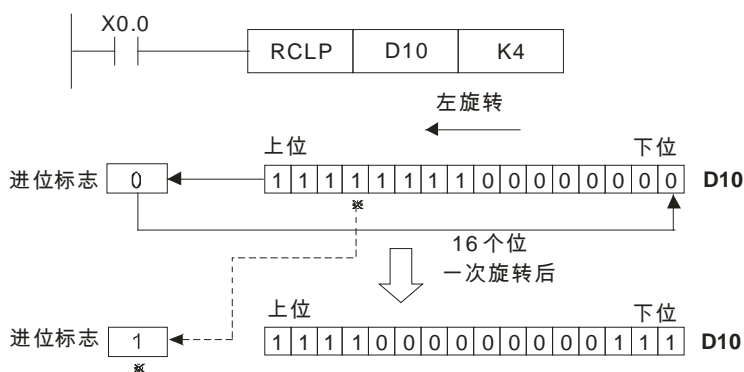 X0.0
RCLP D10 K4
左旋转
上位 下位
进位标志 0 1 1 1 1 1 1 1 1 0 0 0 0 0 0 0 0 D10
※
16个位
一次旋转后
上位 下位
进位标志 1 1 1 1 1 0 0 0 0 0 0 0 0 0 1 1 1 D10
※